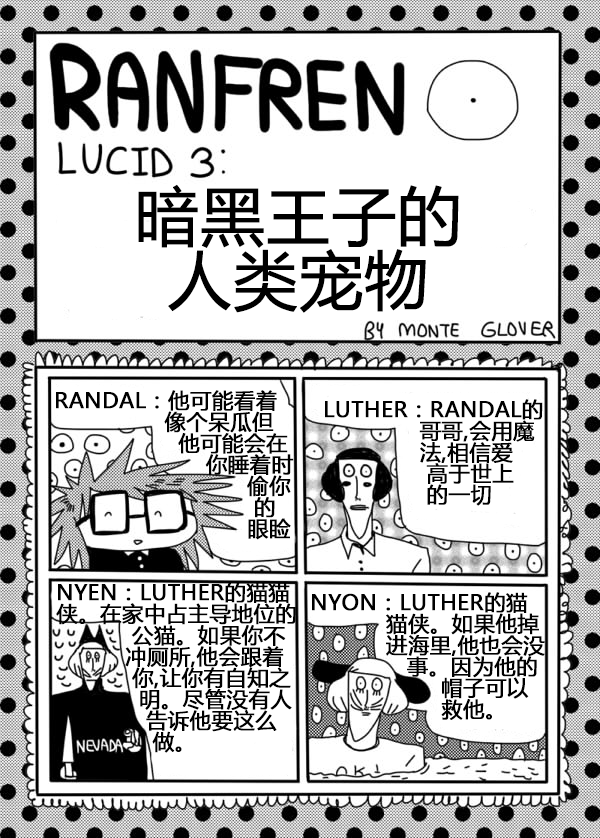 RANFREN
LUCID 3:
暗黑王子的
人类宠物
BY MONTE GLOVER
RANDAL：他可能看着
像个呆瓜但
他可能会在
你睡着时
偷你
的
眼睑
LUTHER：RANDAL的
哥哥,会用魔
法,相信爱
高于世上
的一切
NYEN：LUTHER的猫猫
侠。在家中占主导地位的
公猫。如果你不
冲厕所,他会跟着
你,让你有自知之
明。尽管没有人
告诉他要这么
做。
NEVADA
NYON：LUTHER的猫
猫侠。如果他掉
进海里,他也会没
事。因为他的
帽子可以
救他。